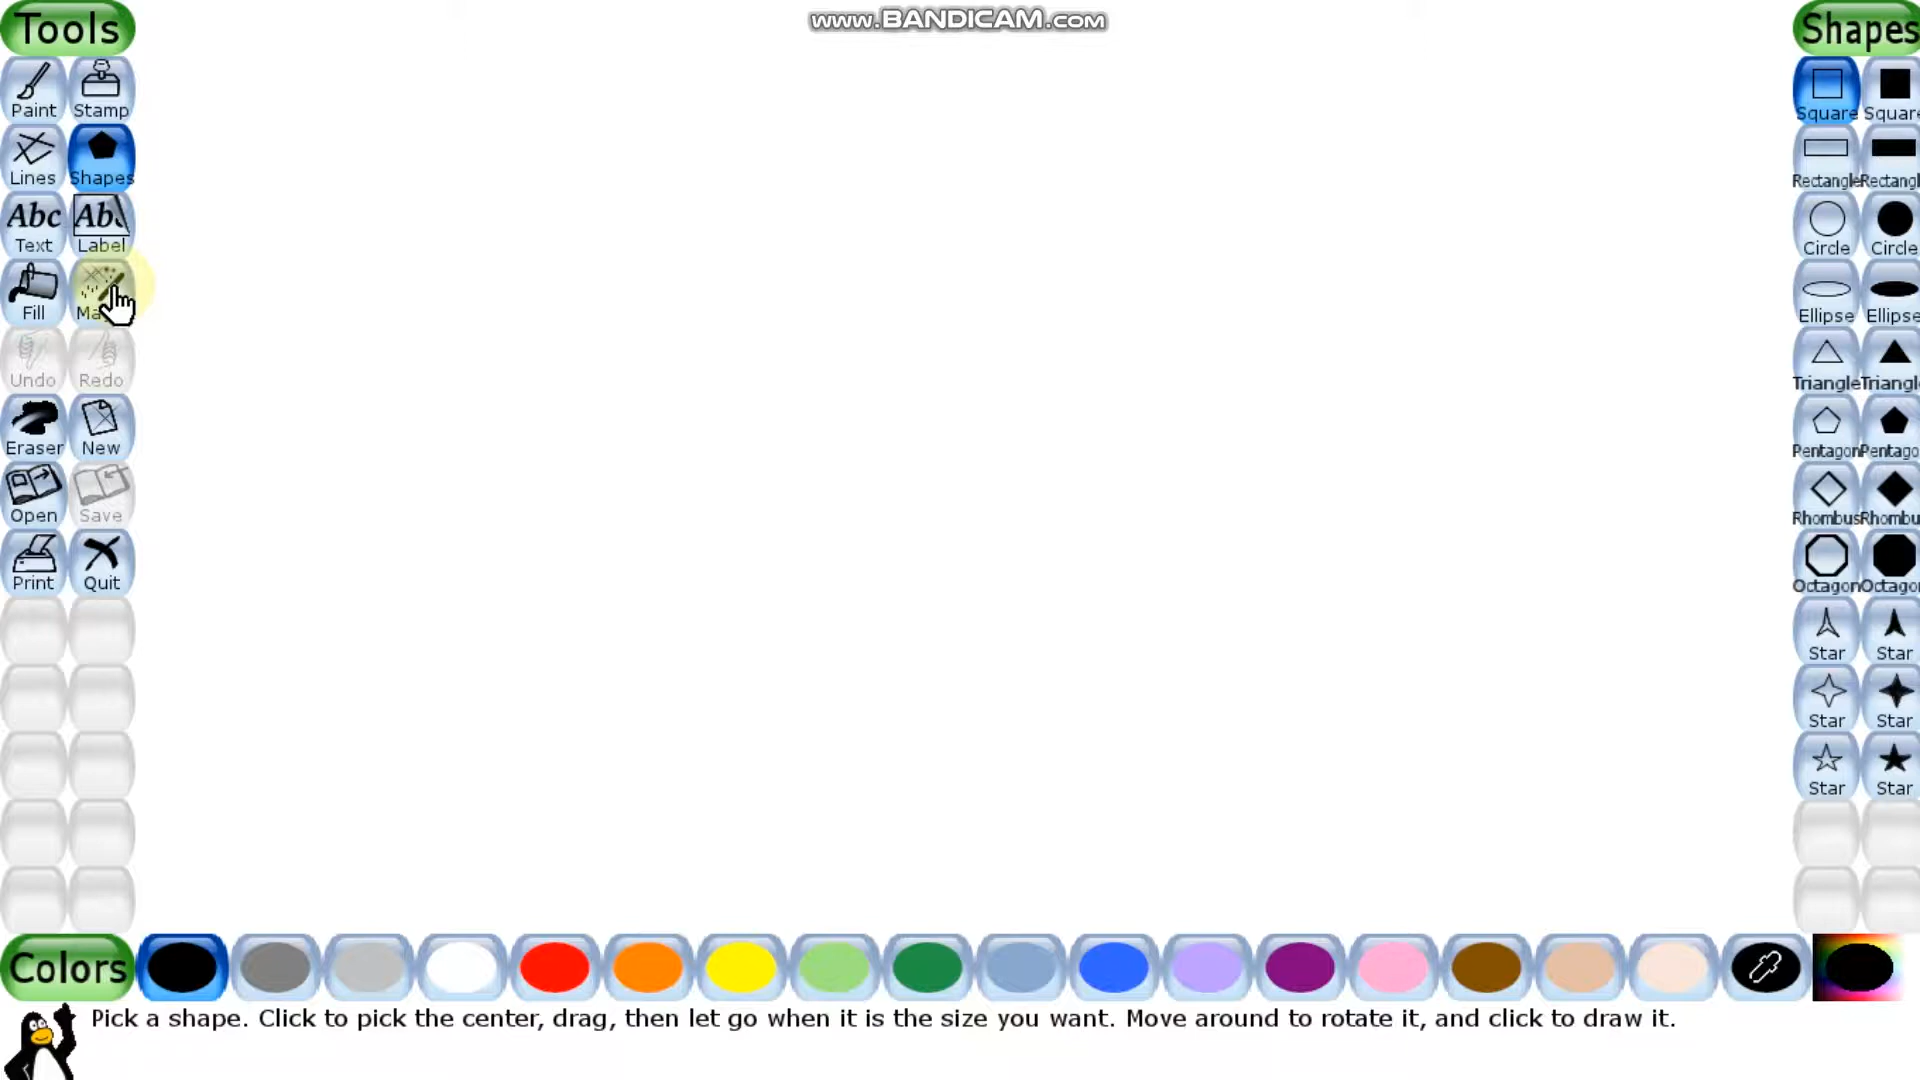 Tools
www.BANDICAM.com
Shapes
Paint Stamp
Square Square
Lines Shapes
Rectangle Rectangl
Abc Abc
Text Label
Circle Circle
Fill Ma
Ellipse Ellipse
Undo Redo
Triangle Triangl
Eraser New
Pentagon Pentago
Open Save
Rhombus Rhombu
Print Quit
Octagon Octago
Star Star
Star Star
Star Star
Colors
Pick a shape. Click to pick the center, drag, then let go when it is the size you want. Move around to rotate it, and click to draw it.